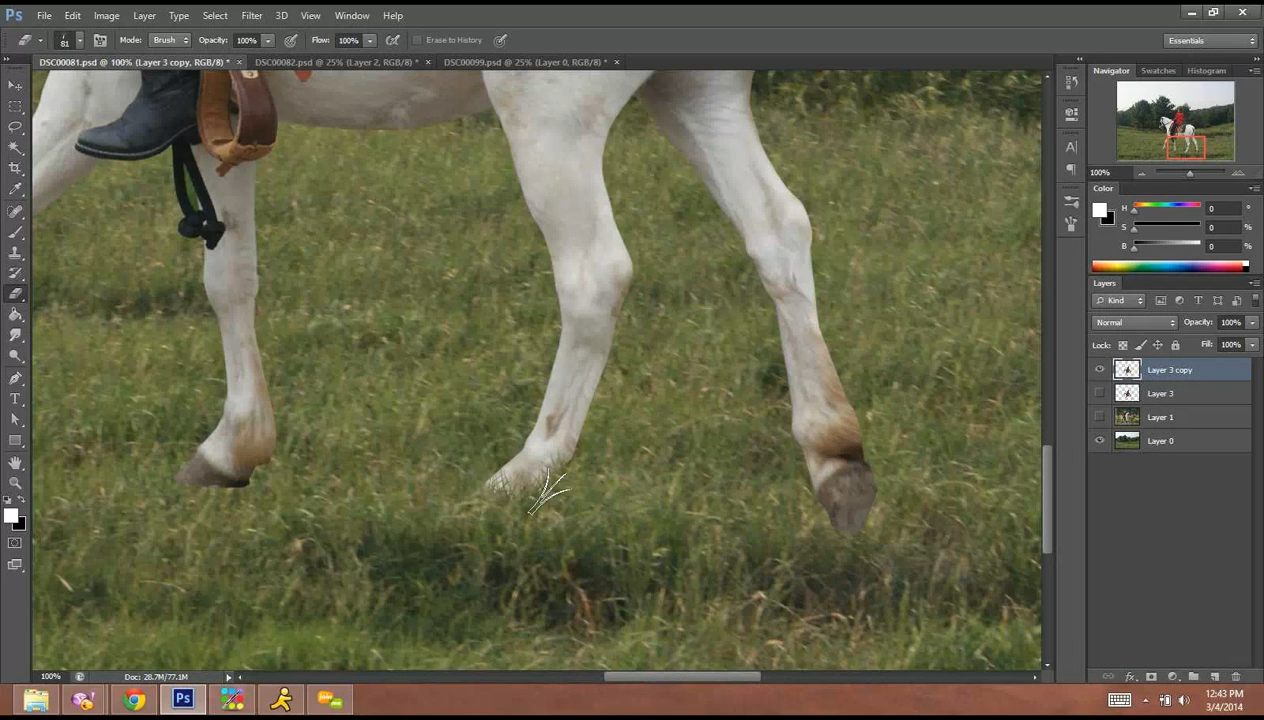 Ps File Edit Image Layer Type Select Filter 3D View Window Help
81 Mode: Brush Opacity: 100% Flow: 100% Erase to History Essentials
DSC00081.psd @ 100% (Layer 3 copy, RGB/8) * × DSC00082.psd @ 25% (Layer 2, RGB/8) * × DSC00099.psd @ 25% (Layer 0, RGB/8) * ×
Navigator Swatches Histogram
100%
Color
H 0 °
S 0 %
B 0 %
Layers
Kind
Normal Opacity: 100%
Lock: Fill: 100%
Layer 3 copy
Layer 3
Layer 1
Layer 0
fx
100% Doc: 28.7M/77.1M
Ps
12:43 PM
3/4/2014